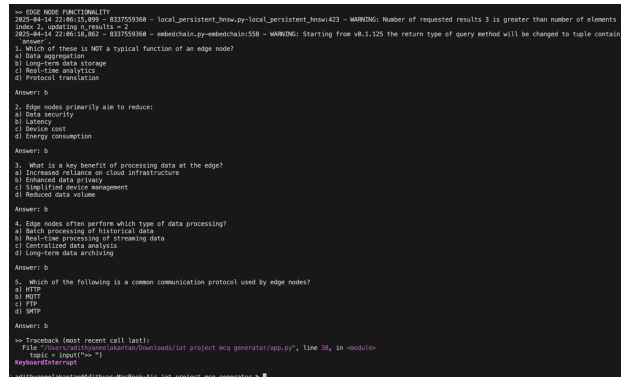 >> EDGE NODE FUNCTIONALITY
2025-04-14 22:06:15,099 - 8337559360 - local_persistent_hnsw.py-local_persistent_hnsw:423 - WARNING: Number of requested results 3 is greater than number of elements
index 2, updating n_results = 2
2025-04-14 22:06:18,862 - 8337559360 - embedchain.py-embedchain:558 - WARNING: Starting from v0.1.125 the return type of query method will be changed to tuple contain
`answer`.
1. Which of these is NOT a typical function of an edge node?
a) Data aggregation
b) Long-term data storage
c) Real-time analytics
d) Protocol translation
Answer: b
2. Edge nodes primarily aim to reduce:
a) Data security
b) Latency
c) Device cost
d) Energy consumption
Answer: b
3. What is a key benefit of processing data at the edge?
a) Increased reliance on cloud infrastructure
b) Enhanced data privacy
c) Simplified device management
d) Reduced data volume
Answer: b
4. Edge nodes often perform which type of data processing?
a) Batch processing of historical data
b) Real-time processing of streaming data
c) Centralized data analysis
d) Long-term data archiving
Answer: b
5. Which of the following is a common communication protocol used by edge nodes?
a) HTTP
b) MQTT
c) FTP
d) SMTP
Answer: b
>> Traceback (most recent call last):
File "/Users/adithyaneelakantan/Downloads/iot project mcq generator/app.py", line 38, in <module>
topic = input(">> ")
KeyboardInterrupt
adithyaneelakantan@Adithyas-MacBook-Air iot project mcq generator %